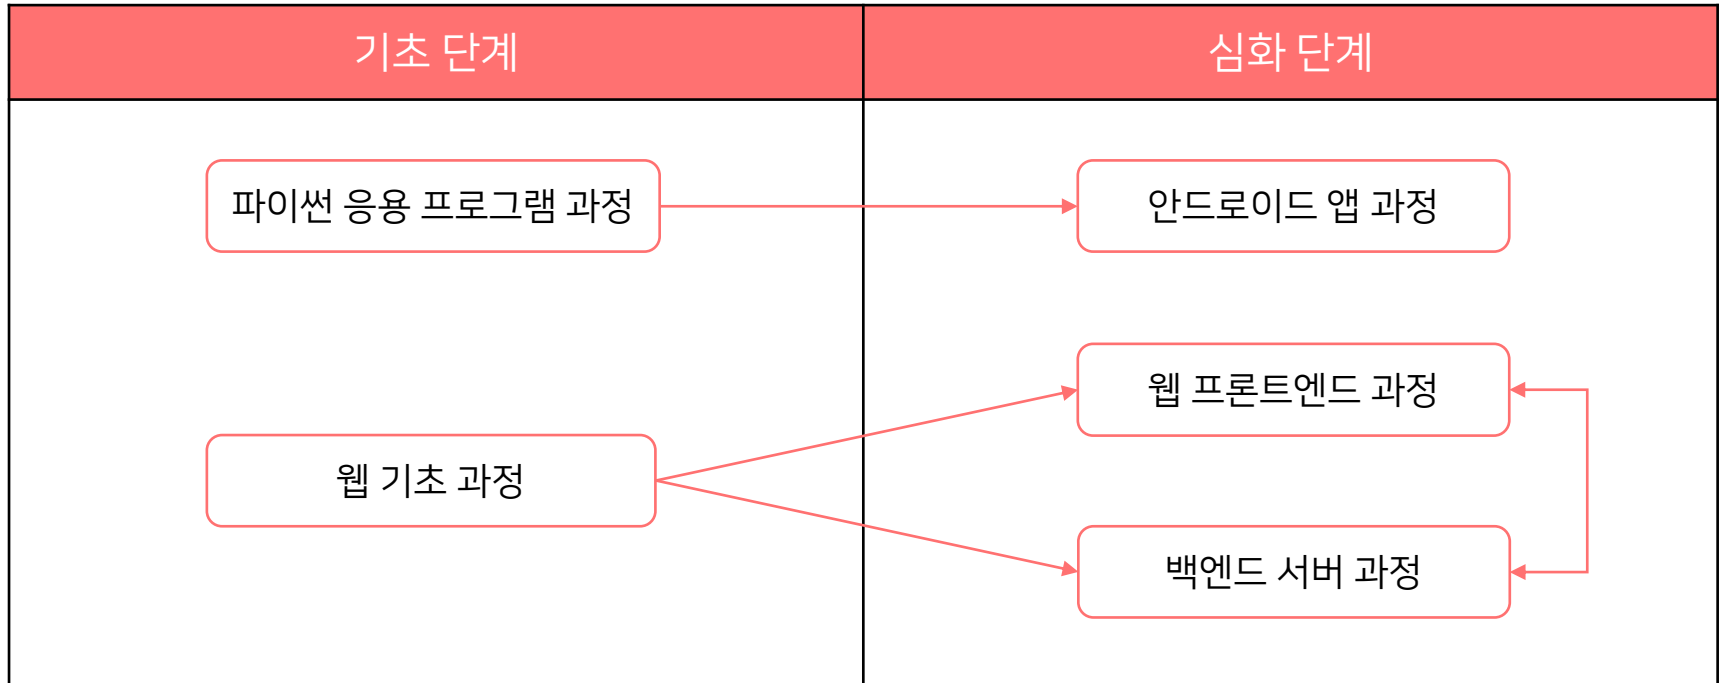 기초 단계
심화 단계
파이썬 응용 프로그램 과정
안드로이드 앱 과정
웹 프론트엔드 과정
웹 기초 과정
백엔드 서버 과정